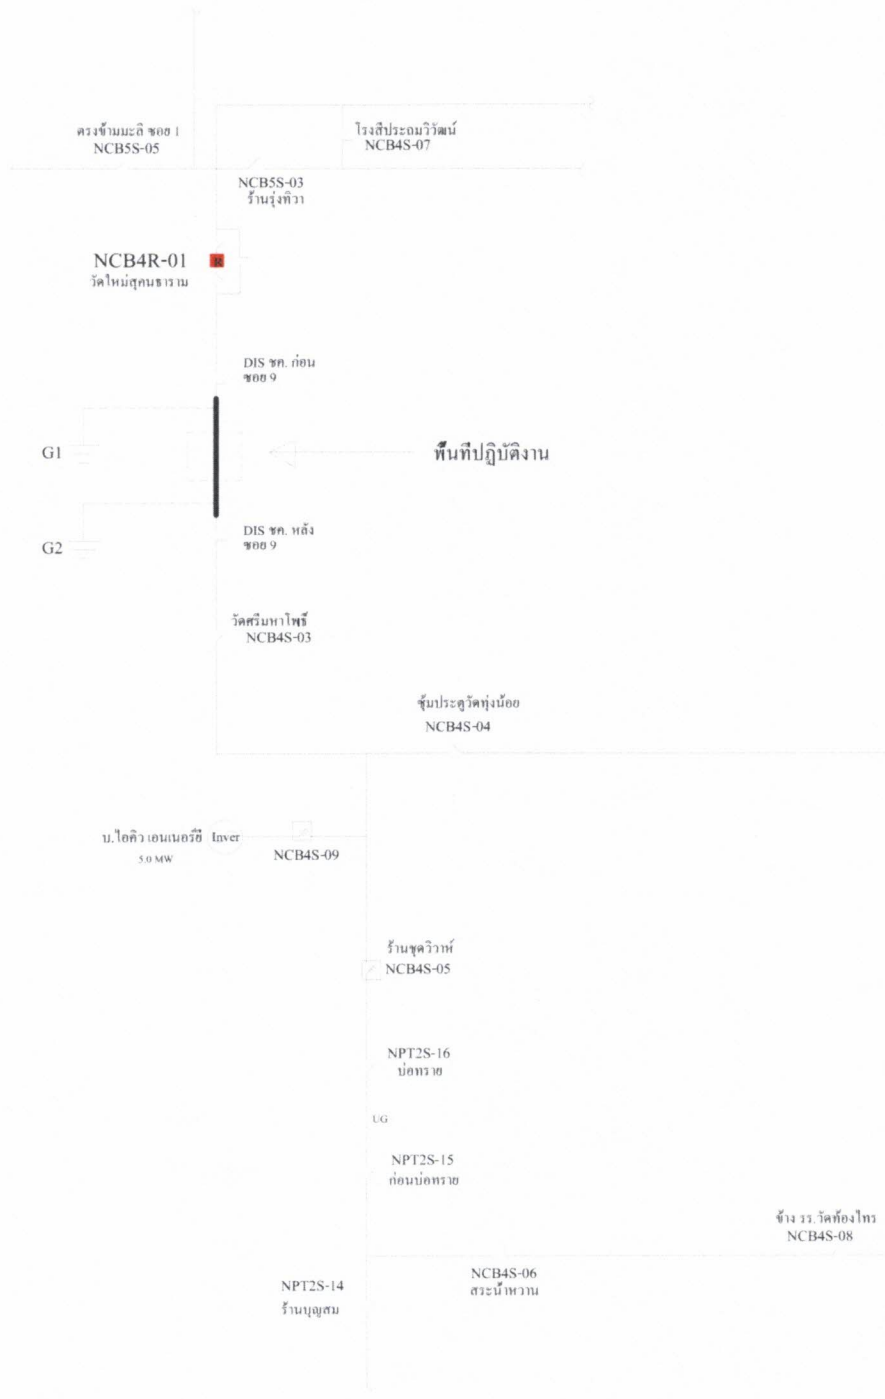 ตรงข้ามมะลิ ซอย 1
NCB5S-05
โรงสีประถมวิวัฒน์
NCB4S-07
NCB5S-03
ร้านรุ่งทิวา
NCB4R-01
R
วัดใหม่สุคนธาราม
DIS ชค. ก่อน
ซอย 9
G1
พื้นที่ปฏิบัติงาน
G2
DIS ชค. หลัง
ซอย 9
วัดศรีมหาโพธิ์
NCB4S-03
ซุ้มประตูวัดทุ่งน้อย
NCB4S-04
บ.ไอคิว เอนเนอร์ยี Inver
5.0 MW
NCB4S-09
ร้านชุดวิวาห์
NCB4S-05
NPT2S-16
บ่อทราย
UG
NPT2S-15
ก่อนบ่อทราย
ข้าง รร.วัดท้องไทร
NCB4S-08
NCB4S-06
สระน้ำหวาน
NPT2S-14
ร้านบุญสม